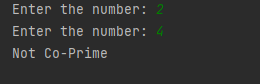 Enter the number: 2
Enter the number: 4
Not Co-Prime